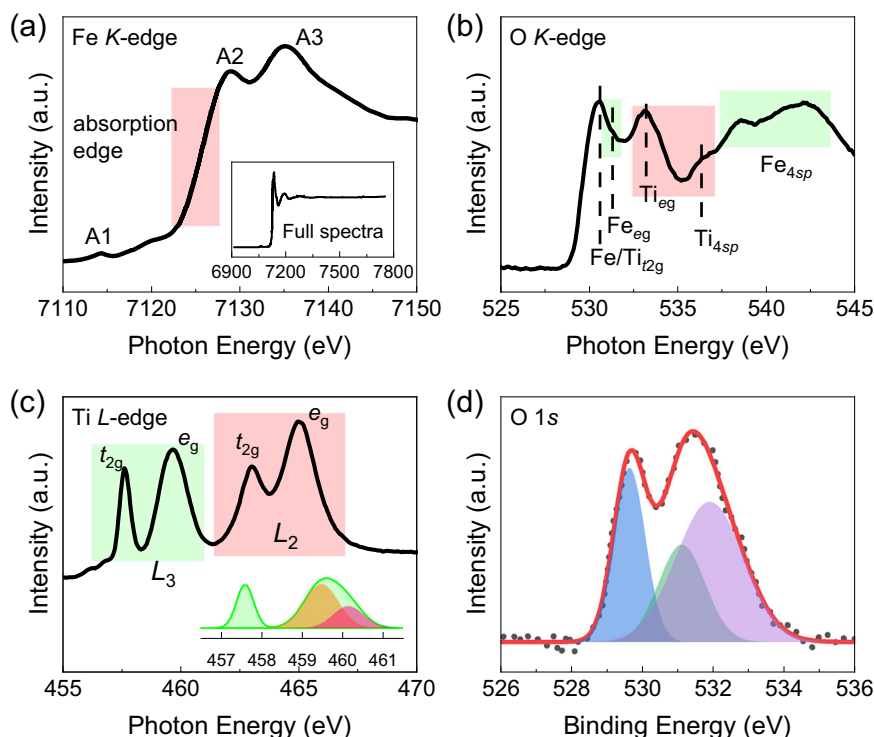 (a) Fe K-edge
A2
A3
absorption
edge
A1
Full spectra
6900 7200 7500 7800
7110 7120 7130 7140 7150
Photon Energy (eV)
Intensity (a.u.)
(b) O K-edge
Fe4sp
Tieg
Feeg
Ti4sp
Fe/Tit2g
525 530 535 540 545
Photon Energy (eV)
Intensity (a.u.)
(c) Ti L-edge
eg
eg
t2g
t2g
L2
L3
457 458 459 460 461
455 460 465 470
Photon Energy (eV)
Intensity (a.u.)
(d) O 1s
526 528 530 532 534 536
Binding Energy (eV)
Intensity (a.u.)